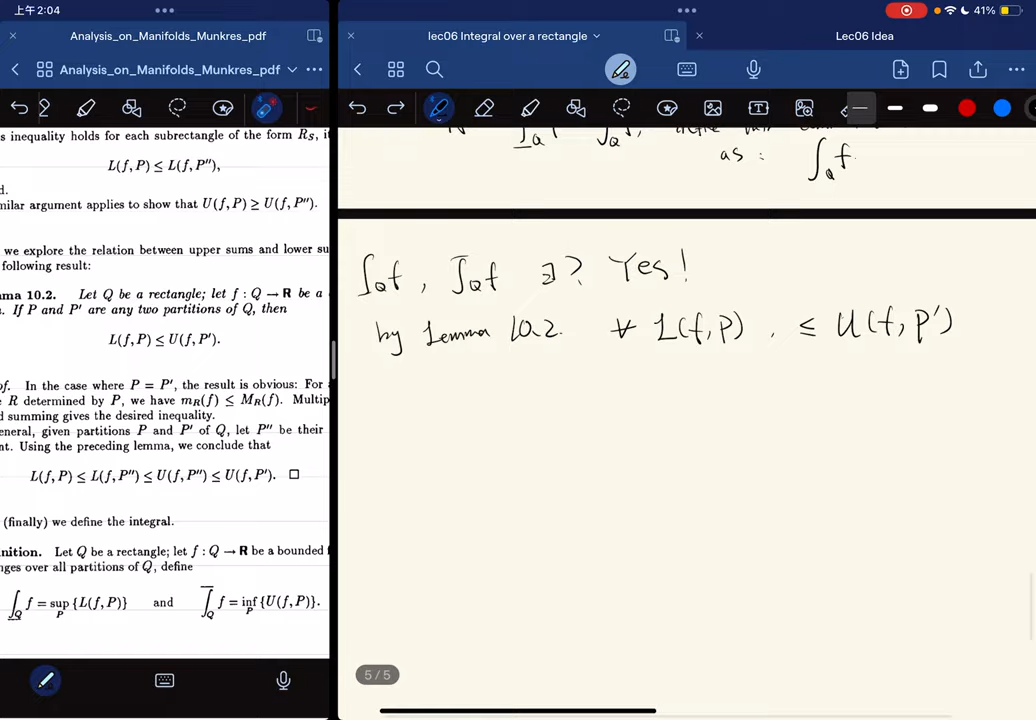 上午2:04
41%
Analysis_on_Manifolds_Munkres_pdf
Analysis_on_Manifolds_Munkres_pdf
s inequality holds for each subrectangle of the form R_S, i
L(f, P) ≤ L(f, P''),
d.
milar argument applies to show that U(f, P) ≥ U(f, P'').
we explore the relation between upper sums and lower su
following result:
ma 10.2. Let Q be a rectangle; let f : Q → R be a
. If P and P' are any two partitions of Q, then
L(f, P) ≤ U(f, P').
of. In the case where P = P', the result is obvious: For
e R determined by P, we have m_R(f) ≤ M_R(f). Multip
d summing gives the desired inequality.
eneral, given partitions P and P' of Q, let P'' be their
nt. Using the preceding lemma, we conclude that
L(f, P) ≤ L(f, P'') ≤ U(f, P'') ≤ U(f, P'). □
(finally) we define the integral.
nition. Let Q be a rectangle; let f : Q → R be a bounded
nges over all partitions of Q, define
∫_Q f = sup_P {L(f, P)} and ∫_Q f = inf_P {U(f, P)}.
lec06 Integral over a rectangle
Lec06 Idea
as : ∫_Q f.
∫_Q f , ∫_Q f ∃? Yes!
by Lemma 10.2. ∀ L(f,P) . ≤ U(f,P')
5 / 5